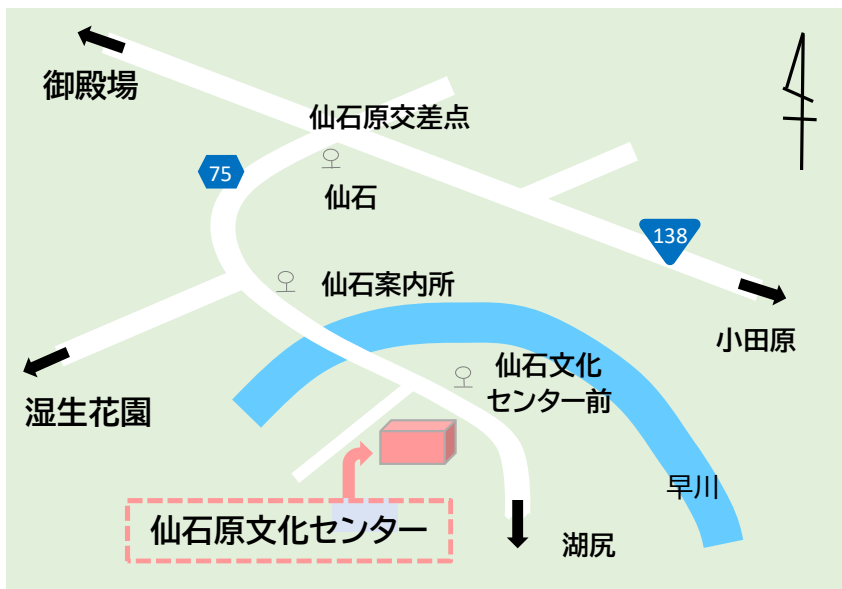 御殿場
仙石原交差点
75
仙石
138
仙石案内所
小田原
仙石文化
センター前
湿生花園
早川
仙石原文化センター
湖尻